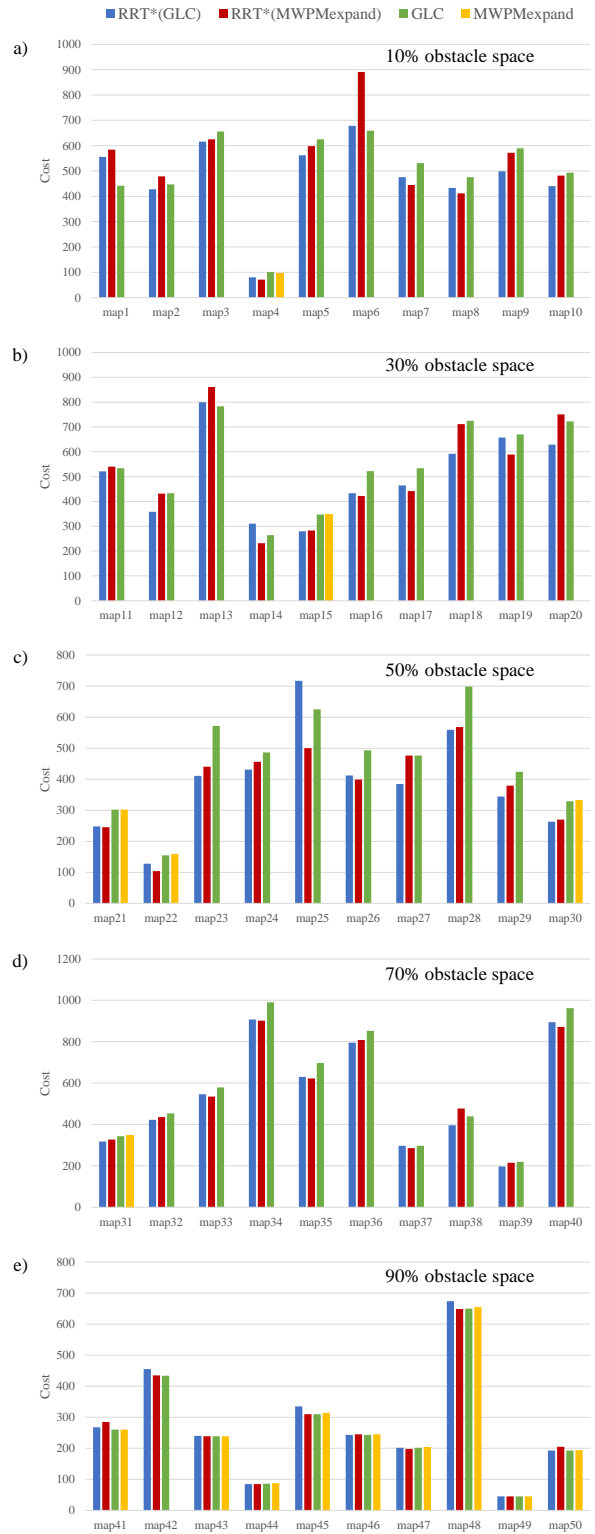 RRT*(GLC) RRT*(MWPMexpand) GLC MWPMexpand
a)
10% obstacle space
Cost
1000
900
800
700
600
500
400
300
200
100
0
map1 map2 map3 map4 map5 map6 map7 map8 map9 map10
b)
30% obstacle space
Cost
1000
900
800
700
600
500
400
300
200
100
0
map11 map12 map13 map14 map15 map16 map17 map18 map19 map20
c)
50% obstacle space
Cost
800
700
600
500
400
300
200
100
0
map21 map22 map23 map24 map25 map26 map27 map28 map29 map30
d)
70% obstacle space
Cost
1200
1000
800
600
400
200
0
map31 map32 map33 map34 map35 map36 map37 map38 map39 map40
e)
90% obstacle space
Cost
800
700
600
500
400
300
200
100
0
map41 map42 map43 map44 map45 map46 map47 map48 map49 map50